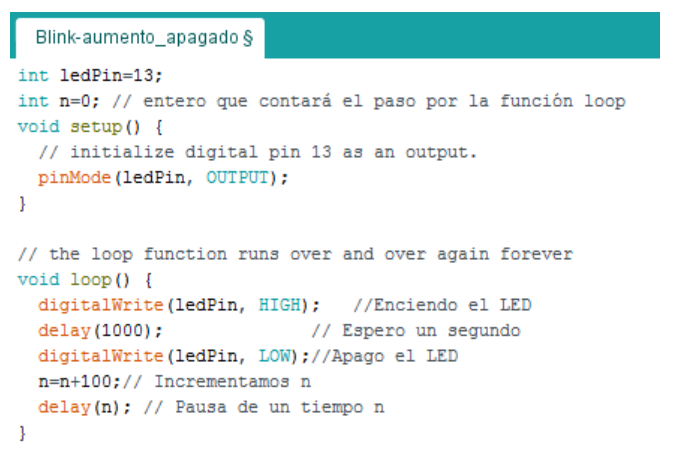 Blink-aumento_apagado §
int ledPin=13;
int n=0; // entero que contará el paso por la función loop
void setup() {
  // initialize digital pin 13 as an output.
  pinMode(ledPin, OUTPUT);
}

// the loop function runs over and over again forever
void loop() {
  digitalWrite(ledPin, HIGH);   //Enciendo el LED
  delay(1000);              // Espero un segundo
  digitalWrite(ledPin, LOW);//Apago el LED
  n=n+100;// Incrementamos n
  delay(n); // Pausa de un tiempo n
}